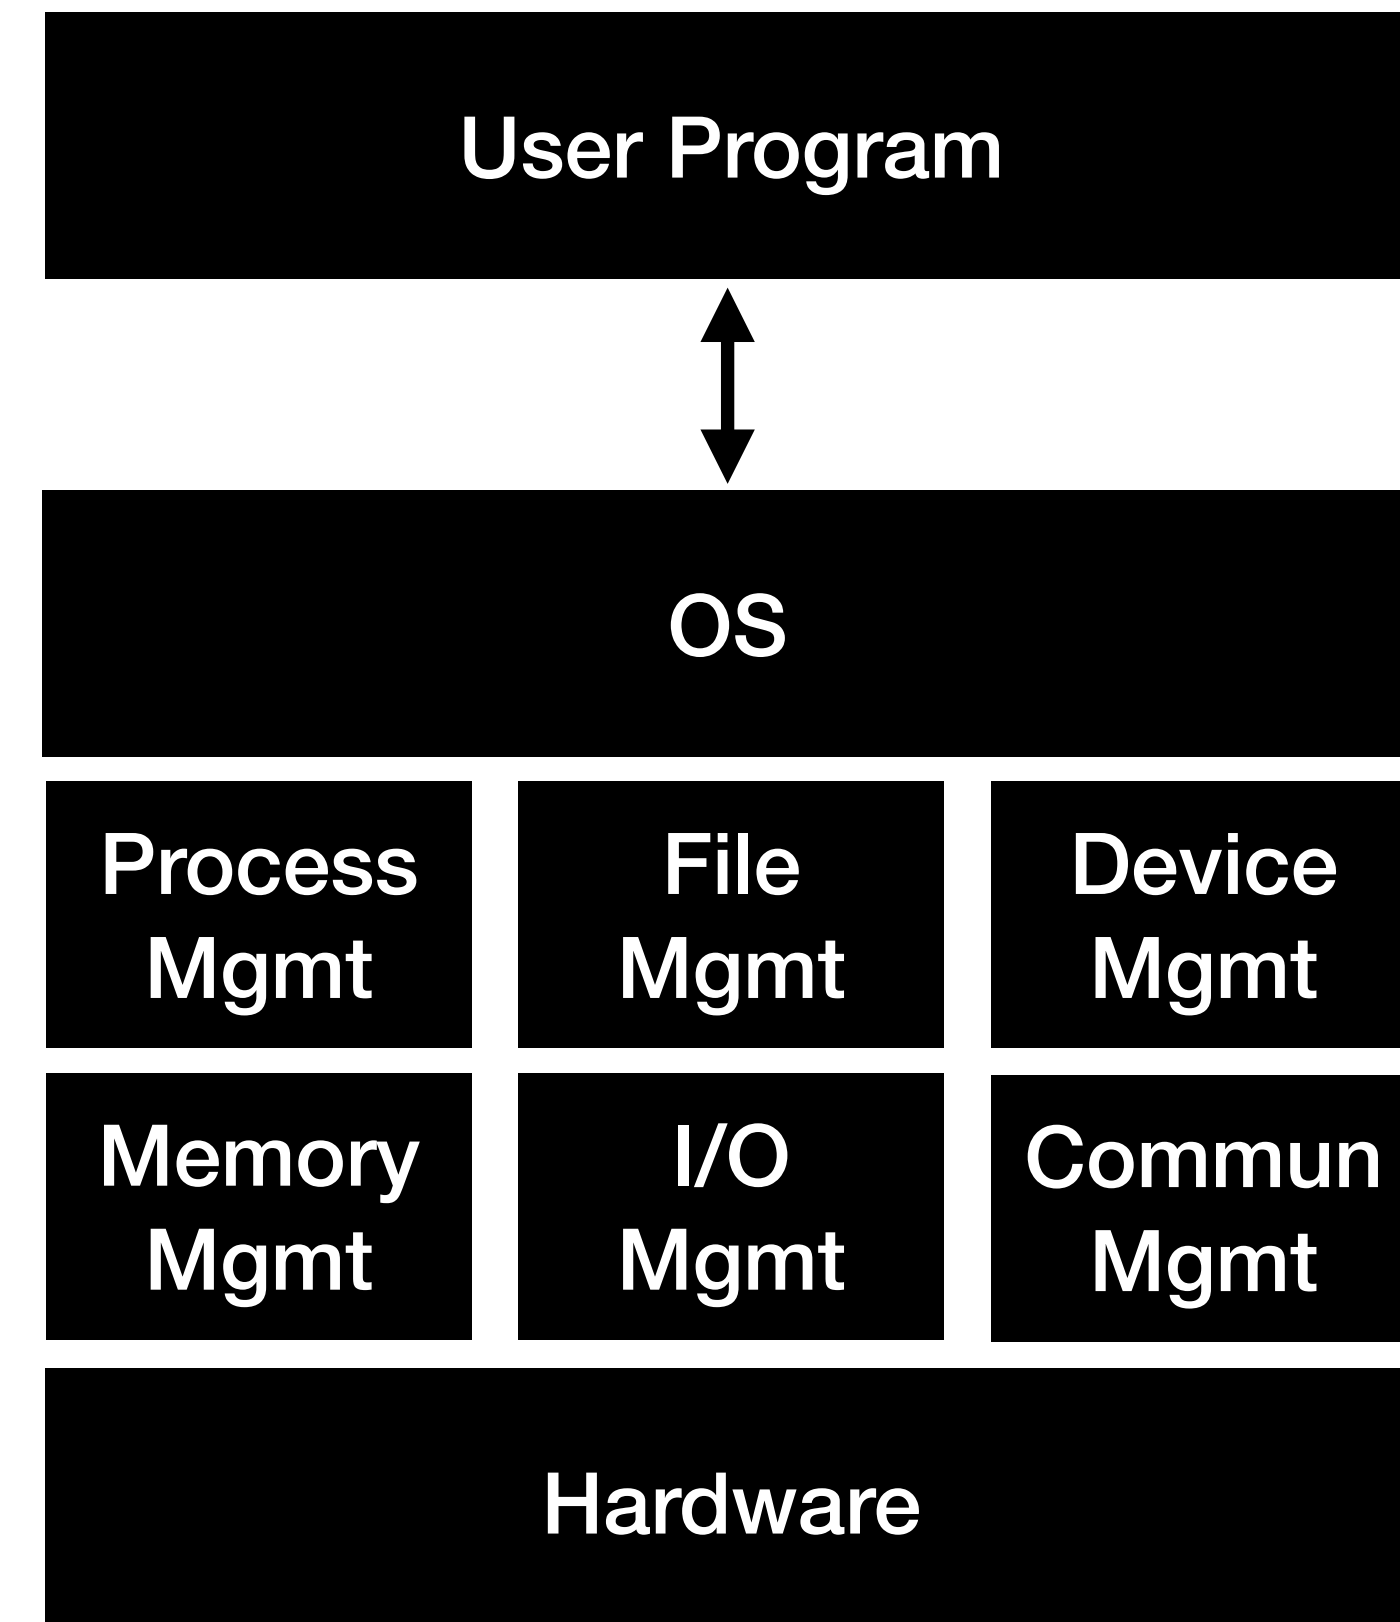 User Program
OS
Process
Mgmt
File
Mgmt
Device
Mgmt
Memory
Mgmt
I/O
Mgmt
Commun
Mgmt
Hardware